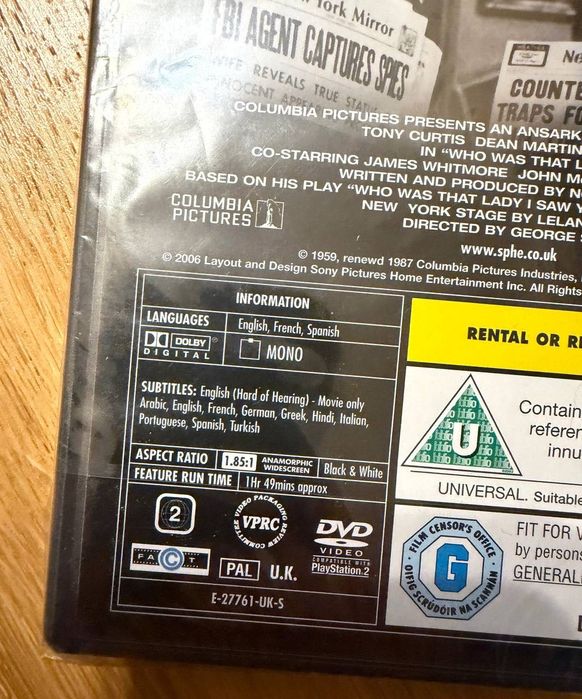 York Mirror
FBI AGENT CAPTURES SPIES
WIFE REVEALS TRUE
Ne
COUNTE
TRAPS FO
COLUMBIA PICTURES PRESENTS AN ANSARK
TONY CURTIS DEAN MARTIN
IN "WHO WAS THAT L
CO-STARRING JAMES WHITMORE JOHN M
WRITTEN AND PRODUCED BY N
BASED ON HIS PLAY "WHO WAS THAT LADY I SAW Y
NEW YORK STAGE BY LELAN
DIRECTED BY GEORGE
COLUMBIA
PICTURES
www.sphe.co.uk
© 1959, renewd 1987 Columbia Pictures Industries,
© 2006 Layout and Design Sony Pictures Home Entertainment Inc. All Rights
INFORMATION
LANGUAGES English, French, Spanish
DOLBY
DIGITAL
MONO
SUBTITLES: English (Hard of Hearing) - Movie only
Arabic, English, French, German, Greek, Hindi, Italian,
Portuguese, Spanish, Turkish
ASPECT RATIO 1.85:1 ANAMORPHIC WIDESCREEN Black & White
FEATURE RUN TIME 1Hr 49mins approx
2
VIDEO PACKAGING REVIEW COMMITTEE
VPRC
DVD
VIDEO
COMPATIBLE WITH
PlayStation.2
FACT
PAL U.K.
E-27761-UK-S
RENTAL OR RE
U
Contain
referen
innu
UNIVERSAL. Suitable
FILM CENSOR'S OFFICE
G
OIFIG SCRÚDÓIR NA SCANNÁN
FIT FOR V
by persons
GENERAL